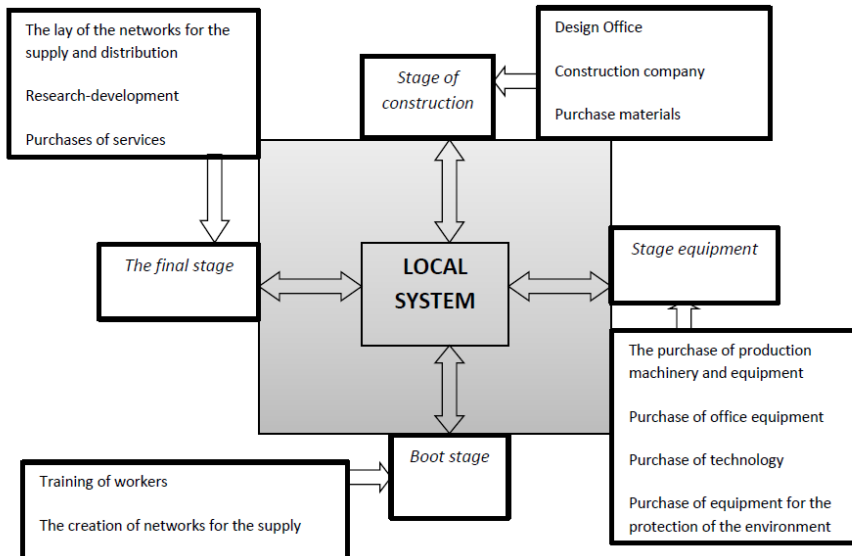 The lay of the networks for the
supply and distribution
Research-development
Purchases of services
Stage of
construction
Design Office
Construction company
Purchase materials
The final stage
LOCAL
SYSTEM
Stage equipment
The purchase of production
machinery and equipment
Purchase of office equipment
Purchase of technology
Purchase of equipment for the
protection of the environment
Boot stage
Training of workers
The creation of networks for the supply